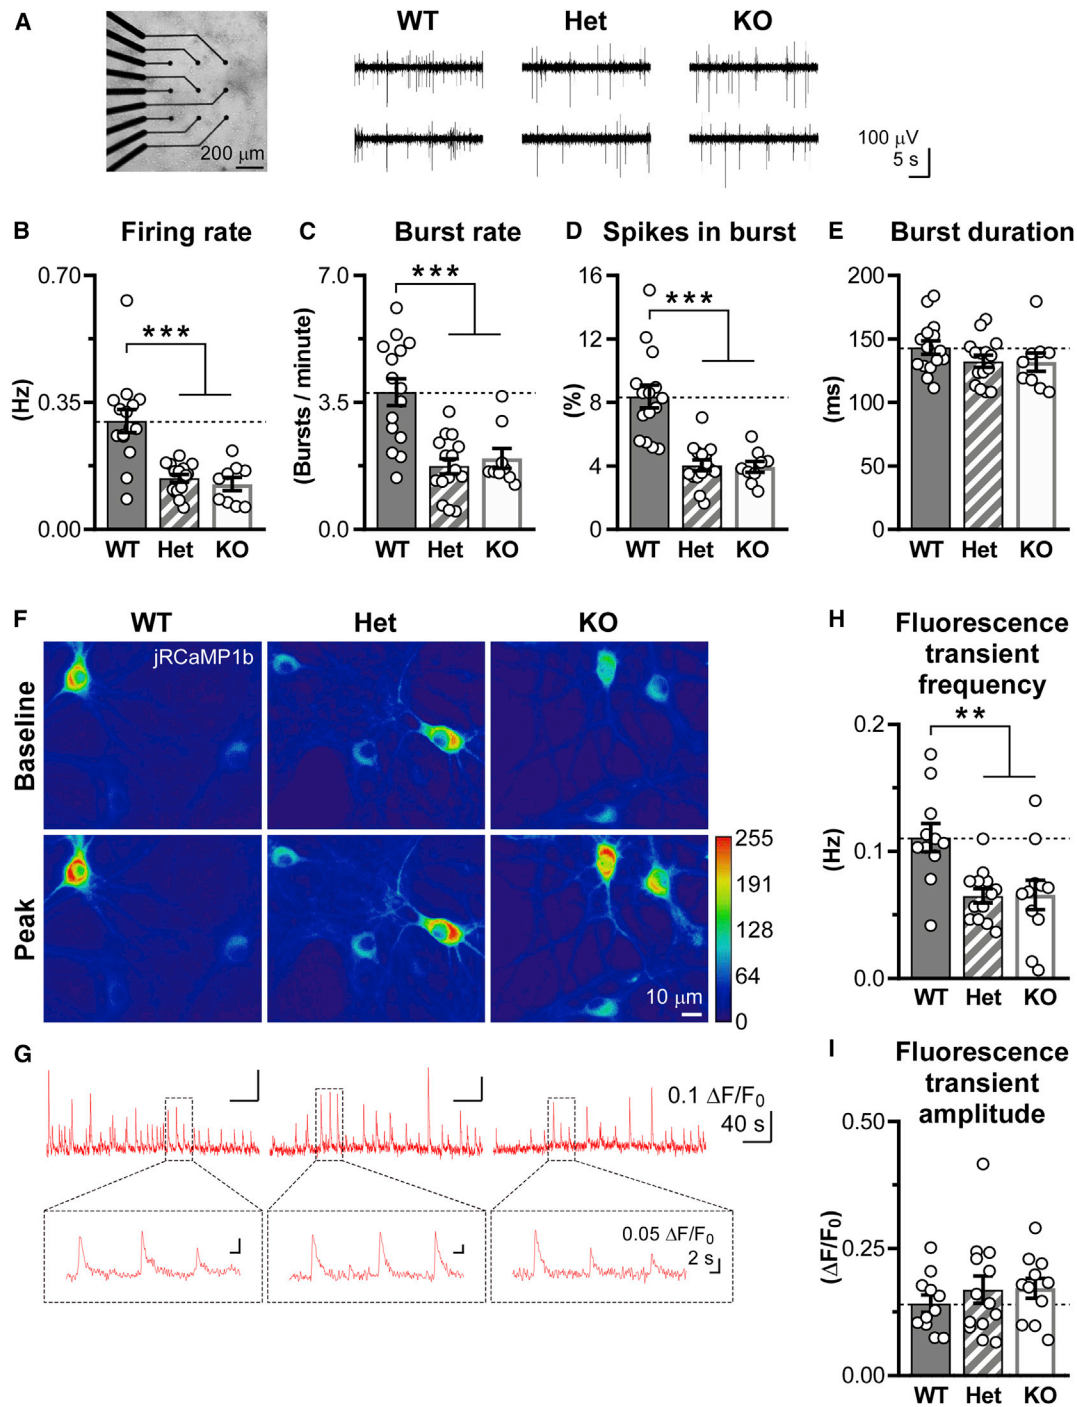 A
200 μm
WT Het KO
100 μV
5 s
B Firing rate
(Hz)
0.70
0.35
0.00
***
WT Het KO
C Burst rate
(Bursts / minute)
7.0
3.5
0.0
***
WT Het KO
D Spikes in burst
(%)
16
12
8
4
0
***
WT Het KO
E Burst duration
(ms)
200
150
100
50
0
WT Het KO
F
WT Het KO
Baseline
jRCaMP1b
Peak
10 μm
255
191
128
64
0
G
0.1 ΔF/F0
40 s
0.05 ΔF/F0
2 s
H Fluorescence
transient
frequency
(Hz)
0.2
0.1
0.0
**
WT Het KO
I Fluorescence
transient
amplitude
(ΔF/F0)
0.50
0.25
0.00
WT Het KO